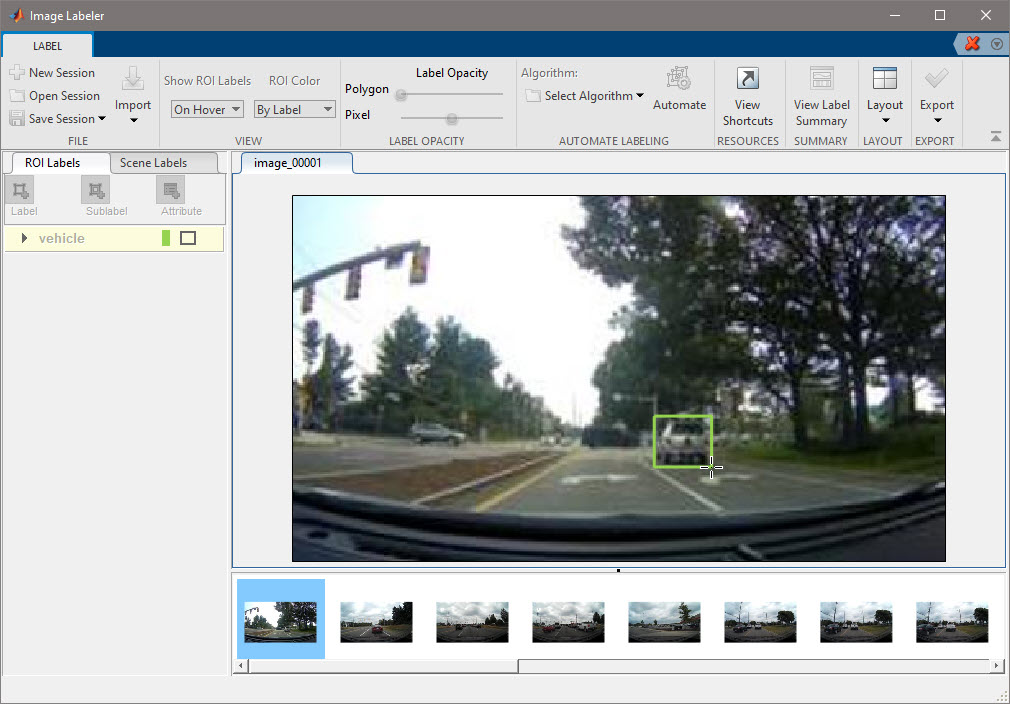 Image Labeler
LABEL
New Session
Open Session
Save Session
Import
FILE
Show ROI Labels
ROI Color
On Hover
By Label
VIEW
Label Opacity
Polygon
Pixel
LABEL OPACITY
Algorithm:
Select Algorithm
Automate
AUTOMATE LABELING
View
Shortcuts
RESOURCES
View Label
Summary
SUMMARY
Layout
LAYOUT
Export
EXPORT
ROI Labels
Scene Labels
image_00001
Label
Sublabel
Attribute
vehicle